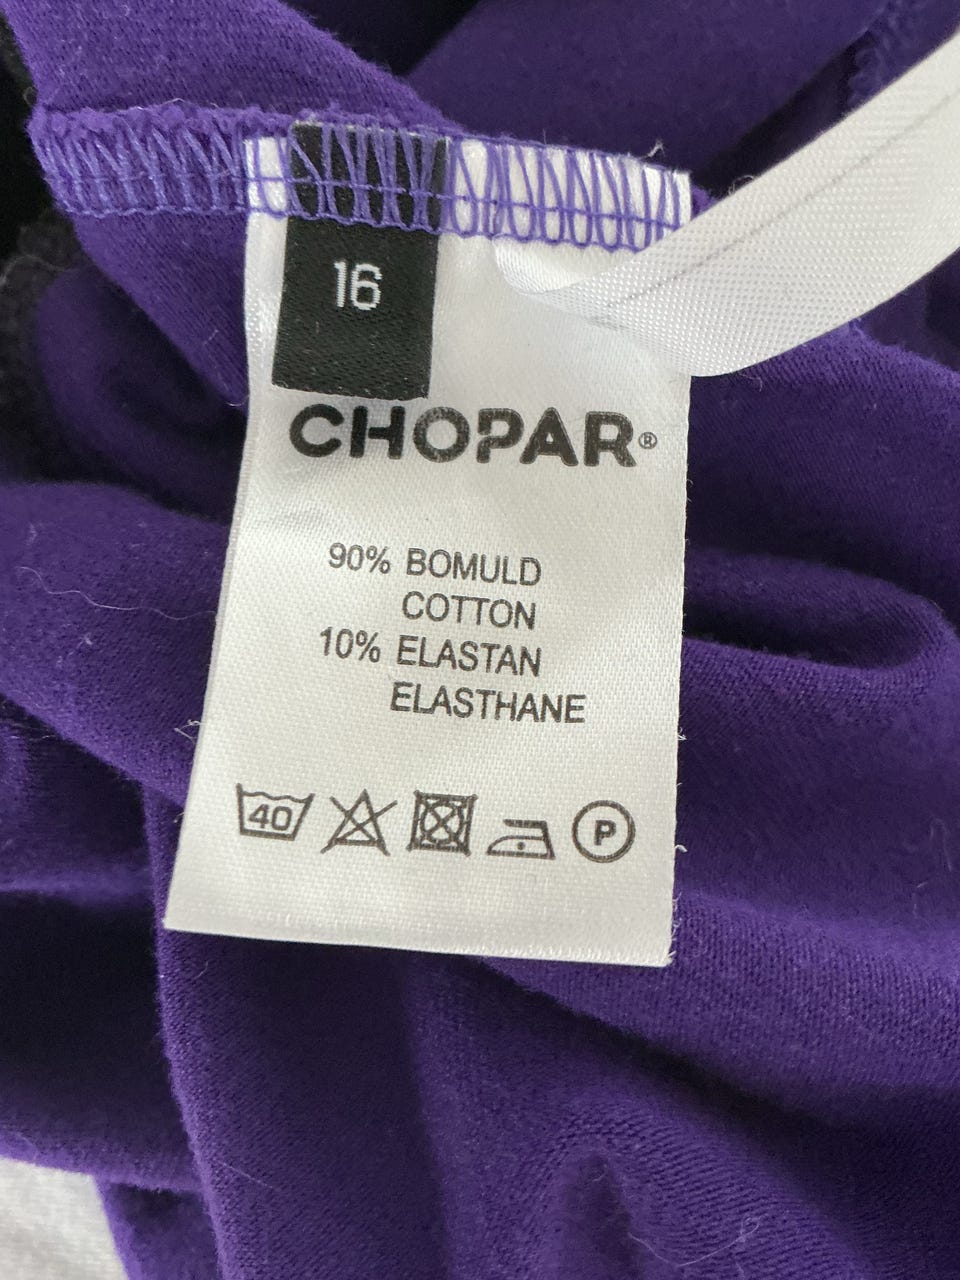 16
CHOPAR®
90% BOMULD
COTTON
10% ELASTAN
ELASTHANE
40
P